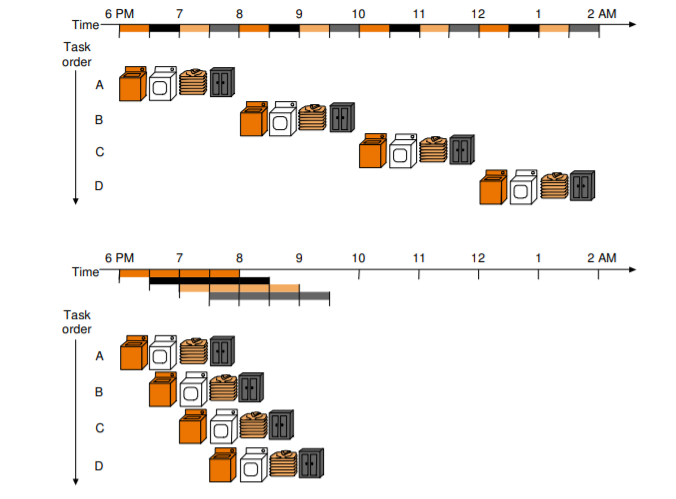 6 PM 7 8 9 10 11 12 1 2 AM
Time
Task
order
A
B
C
D
6 PM 7 8 9 10 11 12 1 2 AM
Time
Task
order
A
B
C
D